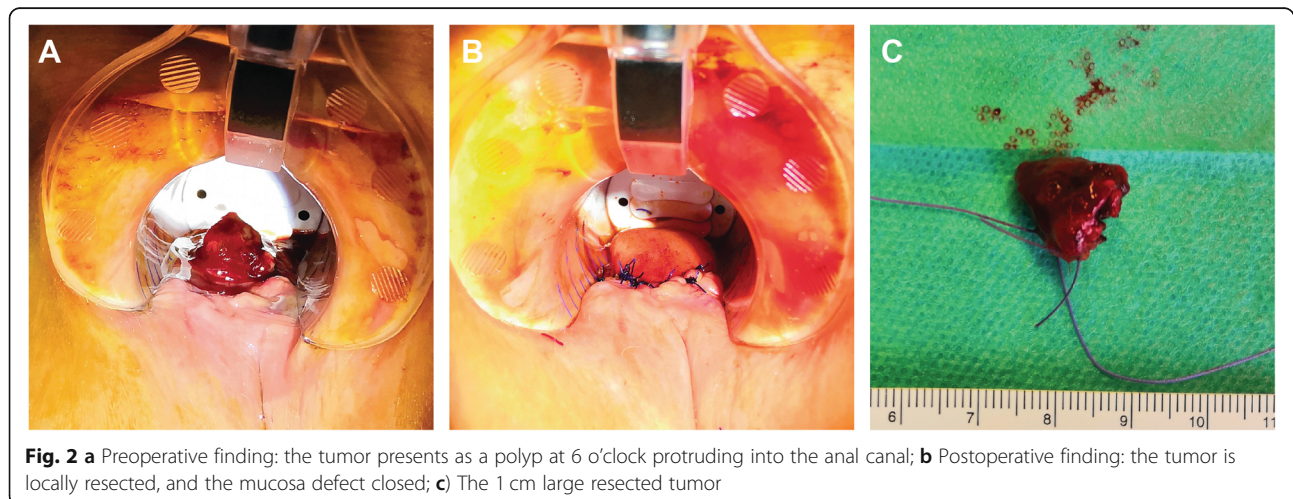 A
B
C
6 7 8 9 10 11
Fig. 2 a Preoperative finding: the tumor presents as a polyp at 6 o’clock protruding into the anal canal; b Postoperative finding: the tumor is
locally resected, and the mucosa defect closed; c) The 1 cm large resected tumor